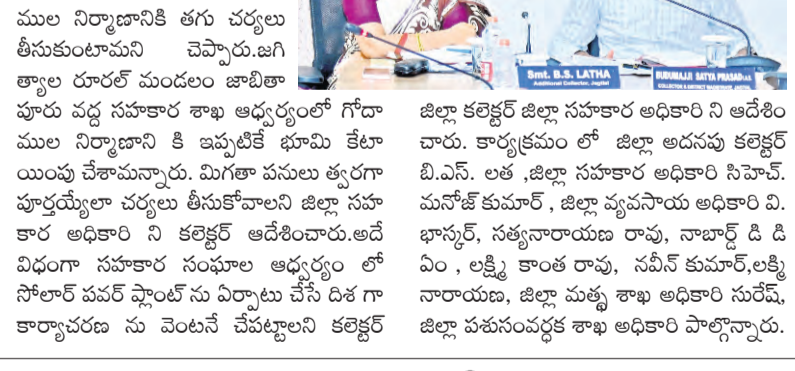 ముల నిర్మాణానికి తగు చర్యలు
తీసుకుంటామని చెప్పారు.జగి
త్యాల రూరల్ మండలం జాబితా
పూరు వద్ద సహకార శాఖ ఆధ్వర్యంలో గోదా
ముల నిర్మాణాని కి ఇప్పటికే భూమి కేటా
యింపు చేశామన్నారు. మిగతా పనులు త్వరగా
పూర్తయ్యేలా చర్యలు తీసుకోవాలని జిల్లా సహ
కార అధికారి ని కలెక్టర్ ఆదేశించారు.అదే
విధంగా సహకార సంఘాల ఆధ్వర్యం లో
సోలార్ పవర్ ప్లాంట్ ను ఏర్పాటు చేసే దిశ గా
కార్యాచరణ ను వెంటనే చేపట్టాలని కలెక్టర్
Smt. B.S. LATHA
Additional Collector, Jagtial
BUDUMAJJI SATYA PRASAD I.A.S
COLLECTOR & DISTRICT MAGISTRATE, JAGTIAL
జిల్లా కలెక్టర్ జిల్లా సహకార అధికారి ని ఆదేశిం
చారు. కార్యక్రమం లో జిల్లా అదనపు కలెక్టర్
బి.ఎస్. లత ,జిల్లా సహకార అధికారి సిహెచ్.
మనోజ్ కుమార్ , జిల్లా వ్యవసాయ అధికారి వి.
భాస్కర్, సత్యనారాయణ రావు, నాబార్డ్ డి డి
ఏం , లక్ష్మి కాంత రావు, నవీన్ కుమార్,లక్ష్మి
నారాయణ, జిల్లా మత్స్థ శాఖ అధికారి సురేష్,
జిల్లా పశుసంవర్ధక శాఖ అధికారి పాల్గొన్నారు.